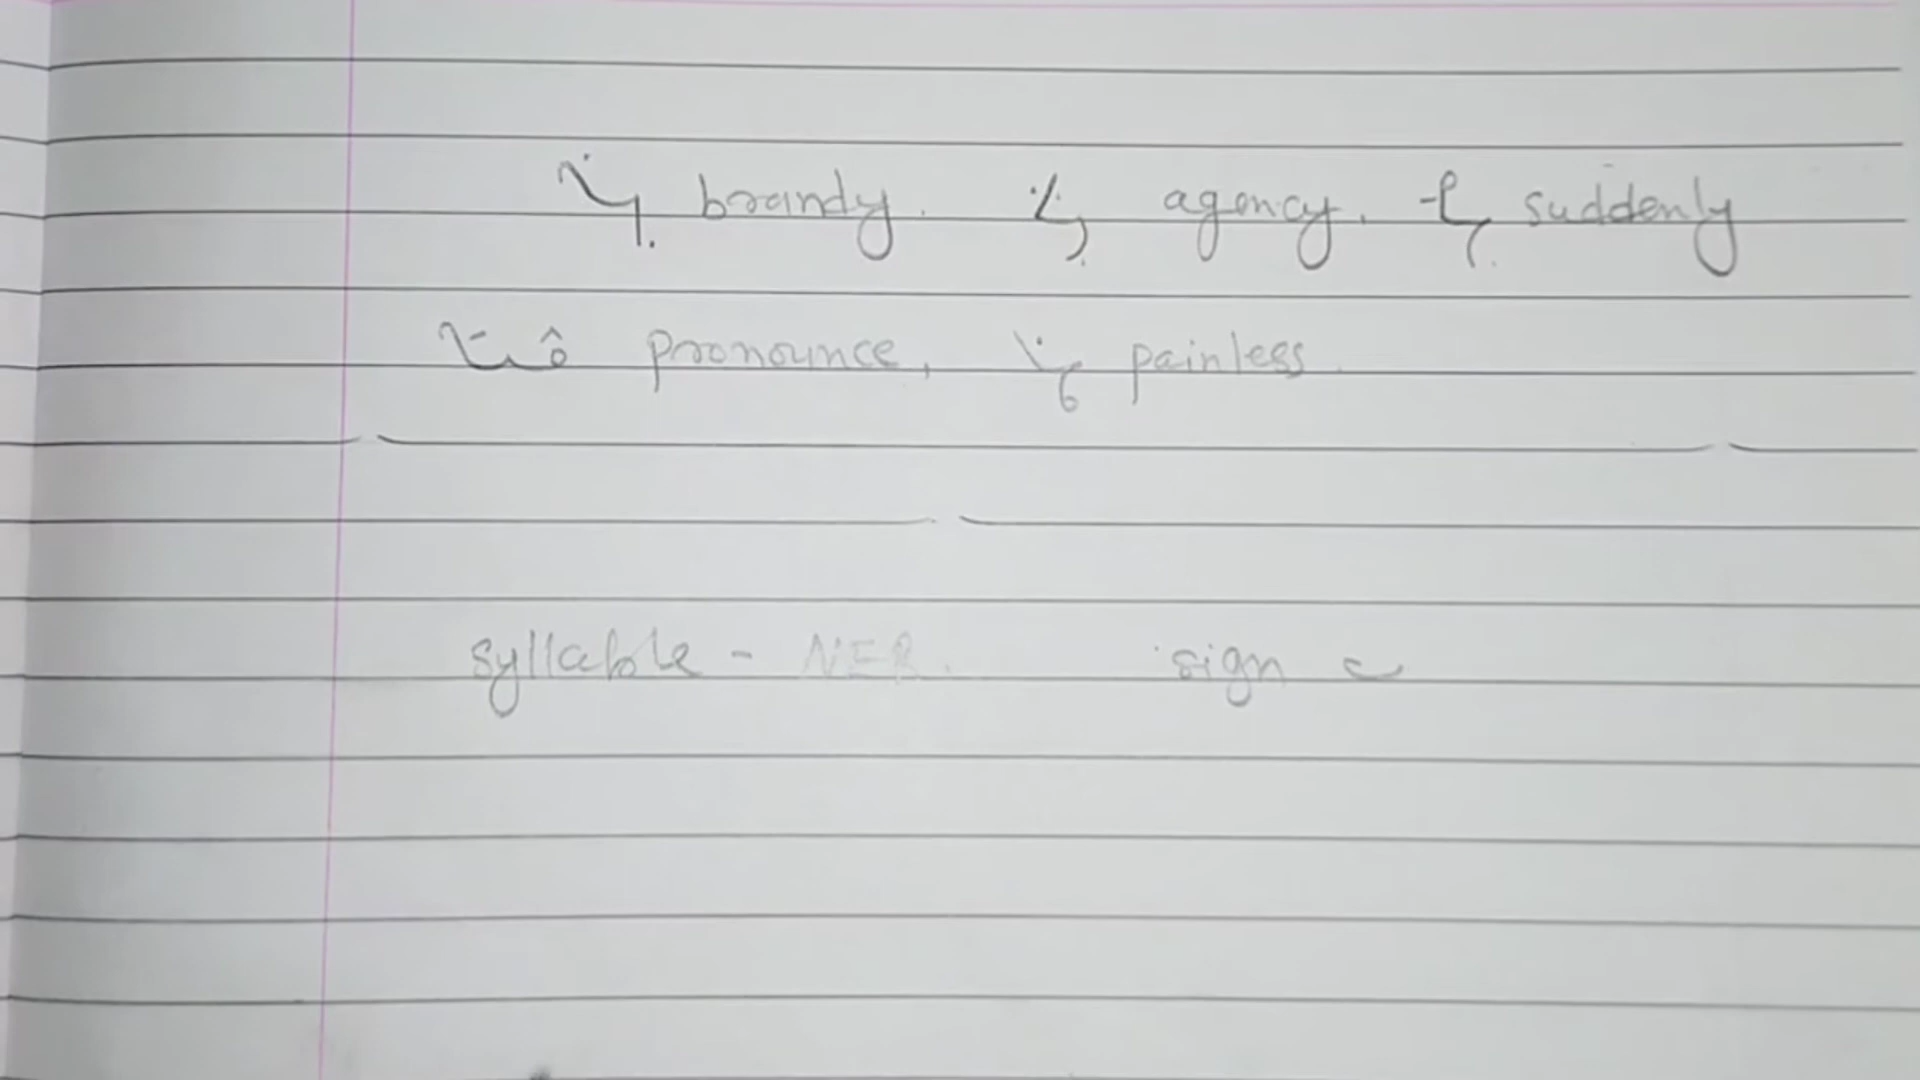 brandy. agency. suddenly
pronounce, painless.
syllable - NER. sign